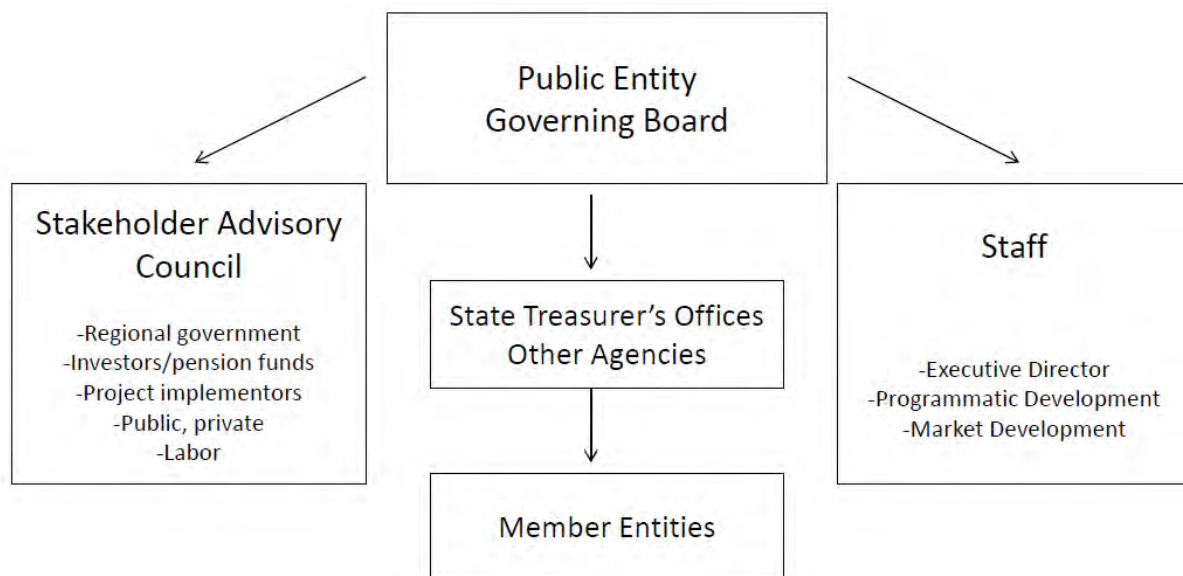 Public Entity
Governing Board
Stakeholder Advisory
Council
-Regional government
-Investors/pension funds
-Project implementors
-Public, private
-Labor
State Treasurer's Offices
Other Agencies
Member Entities
Staff
-Executive Director
-Programmatic Development
-Market Development